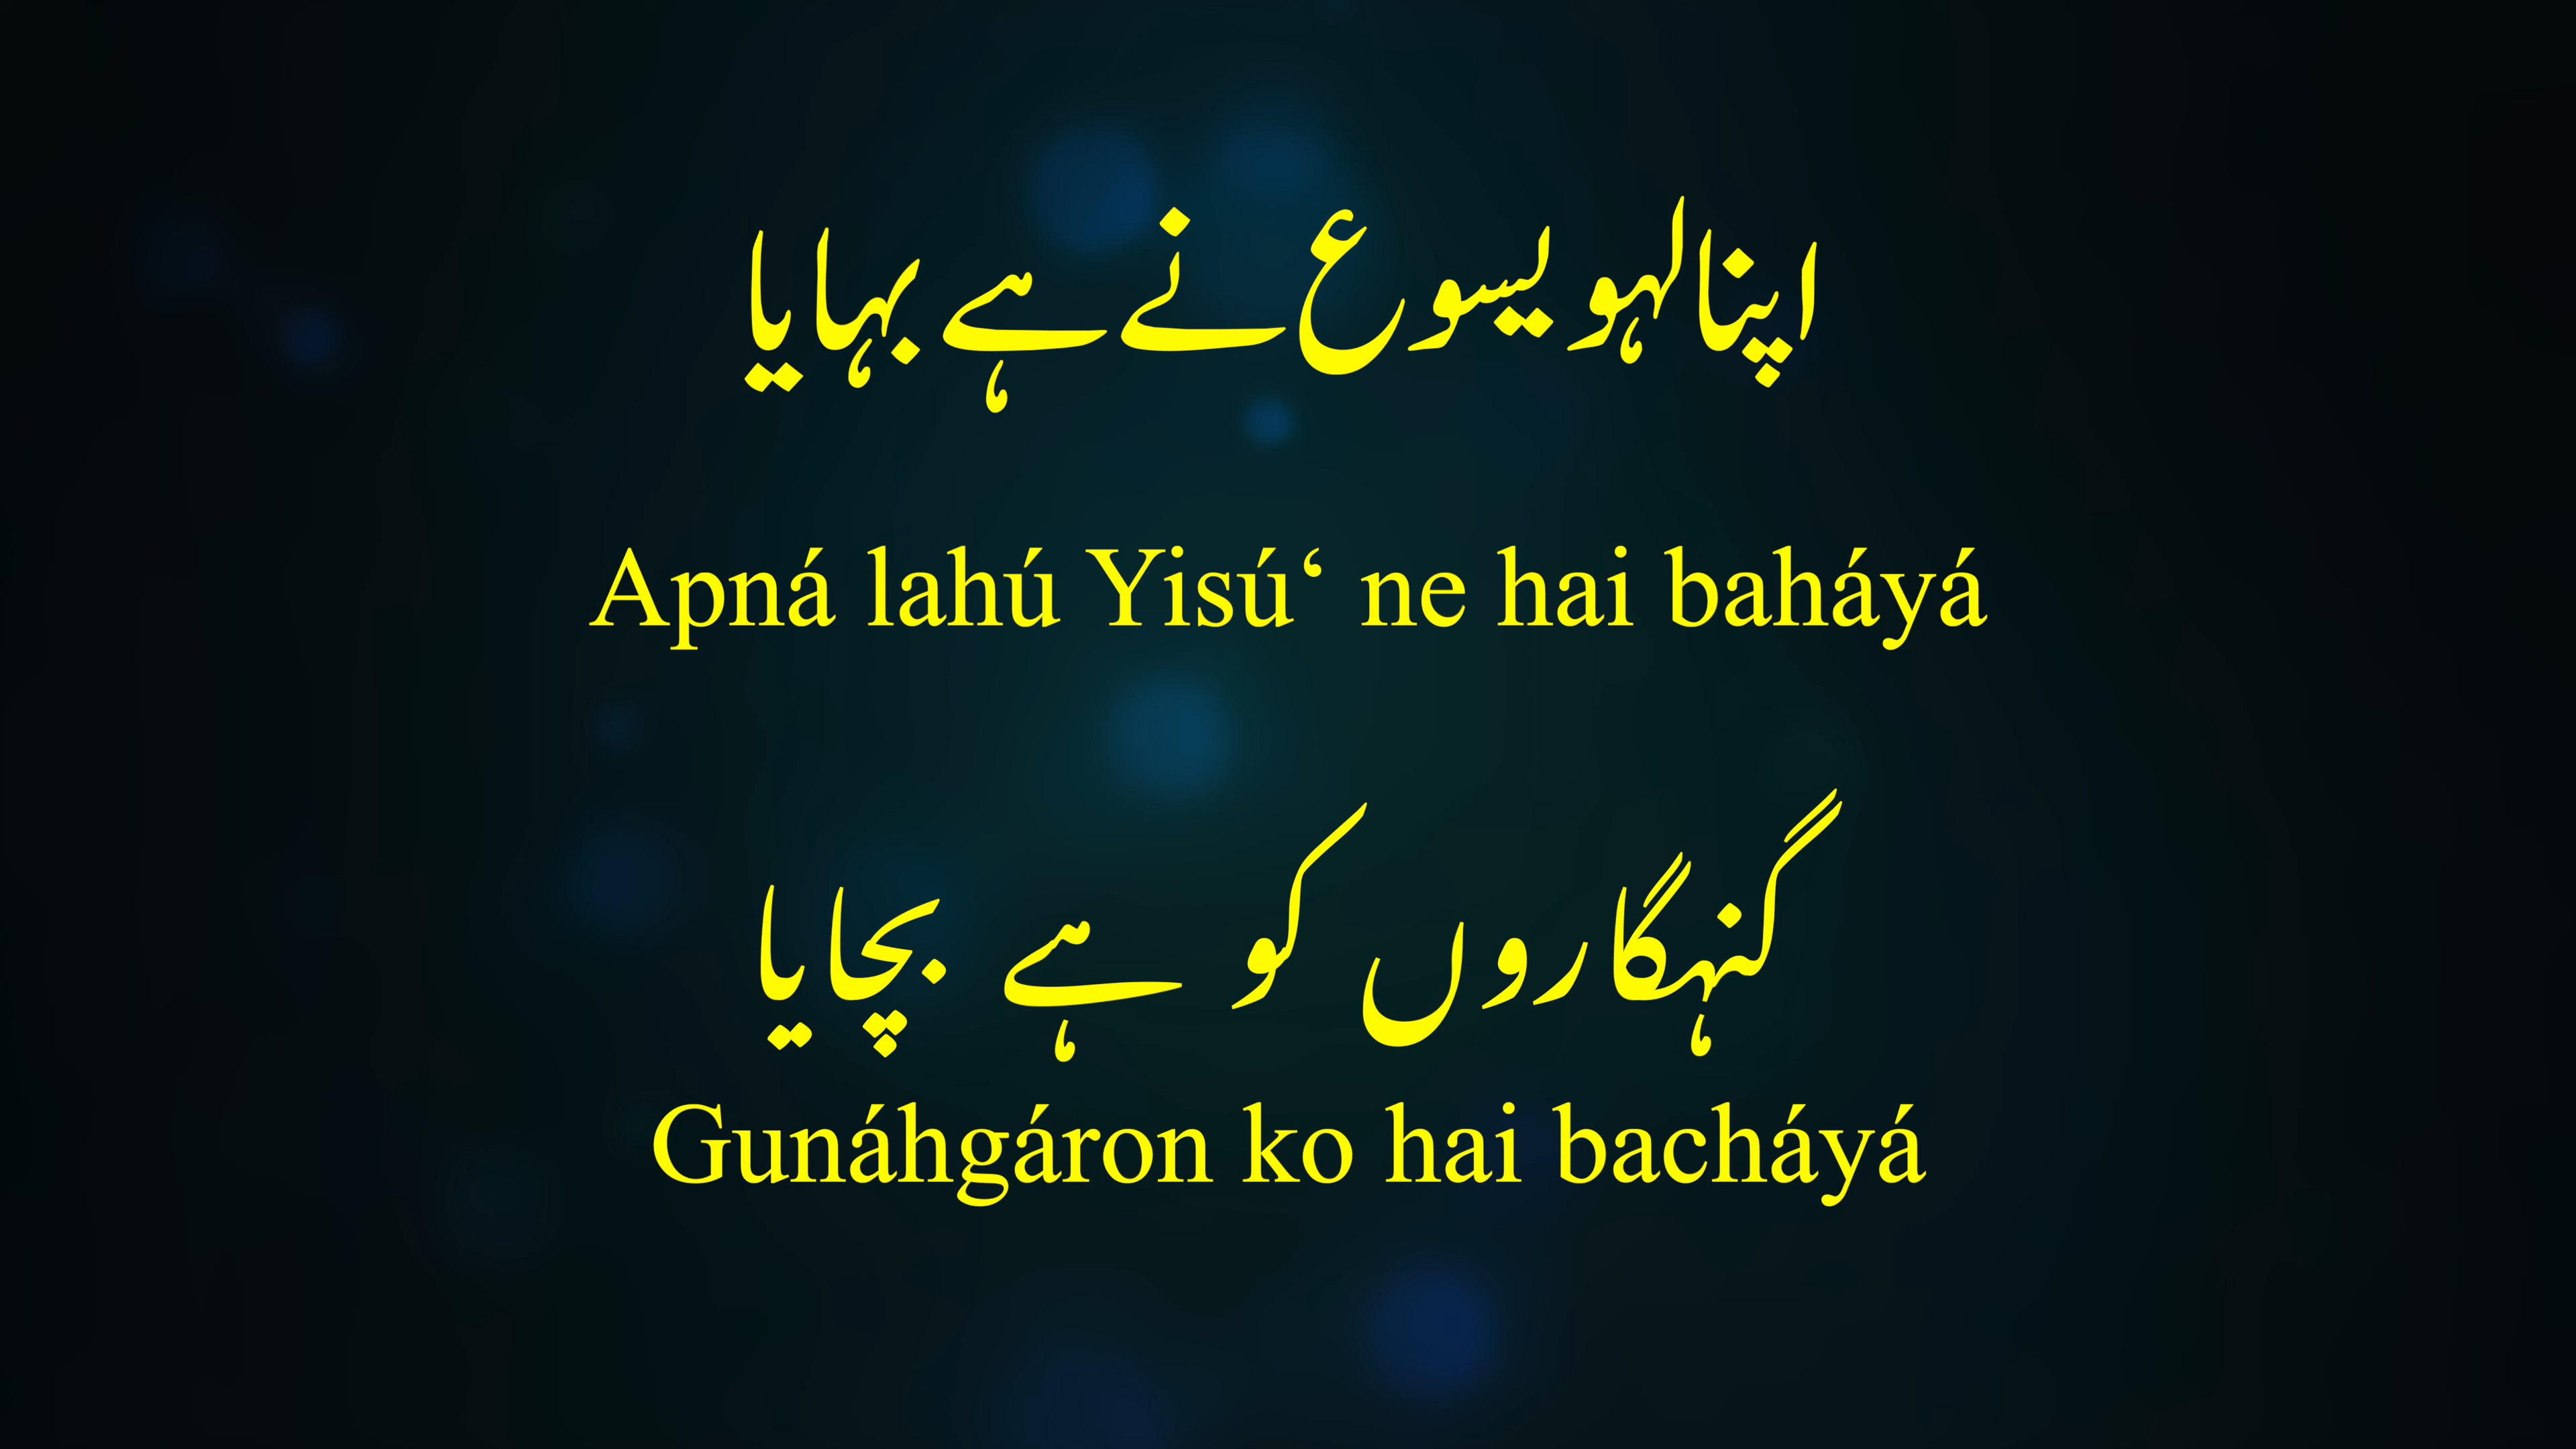 اپنا لہو یسوع نے ہے بہایا
Apná lahú Yisú‘ ne hai baháyá
گنہگاروں کو ہے بچایا
Gunáhgáron ko hai bacháyá